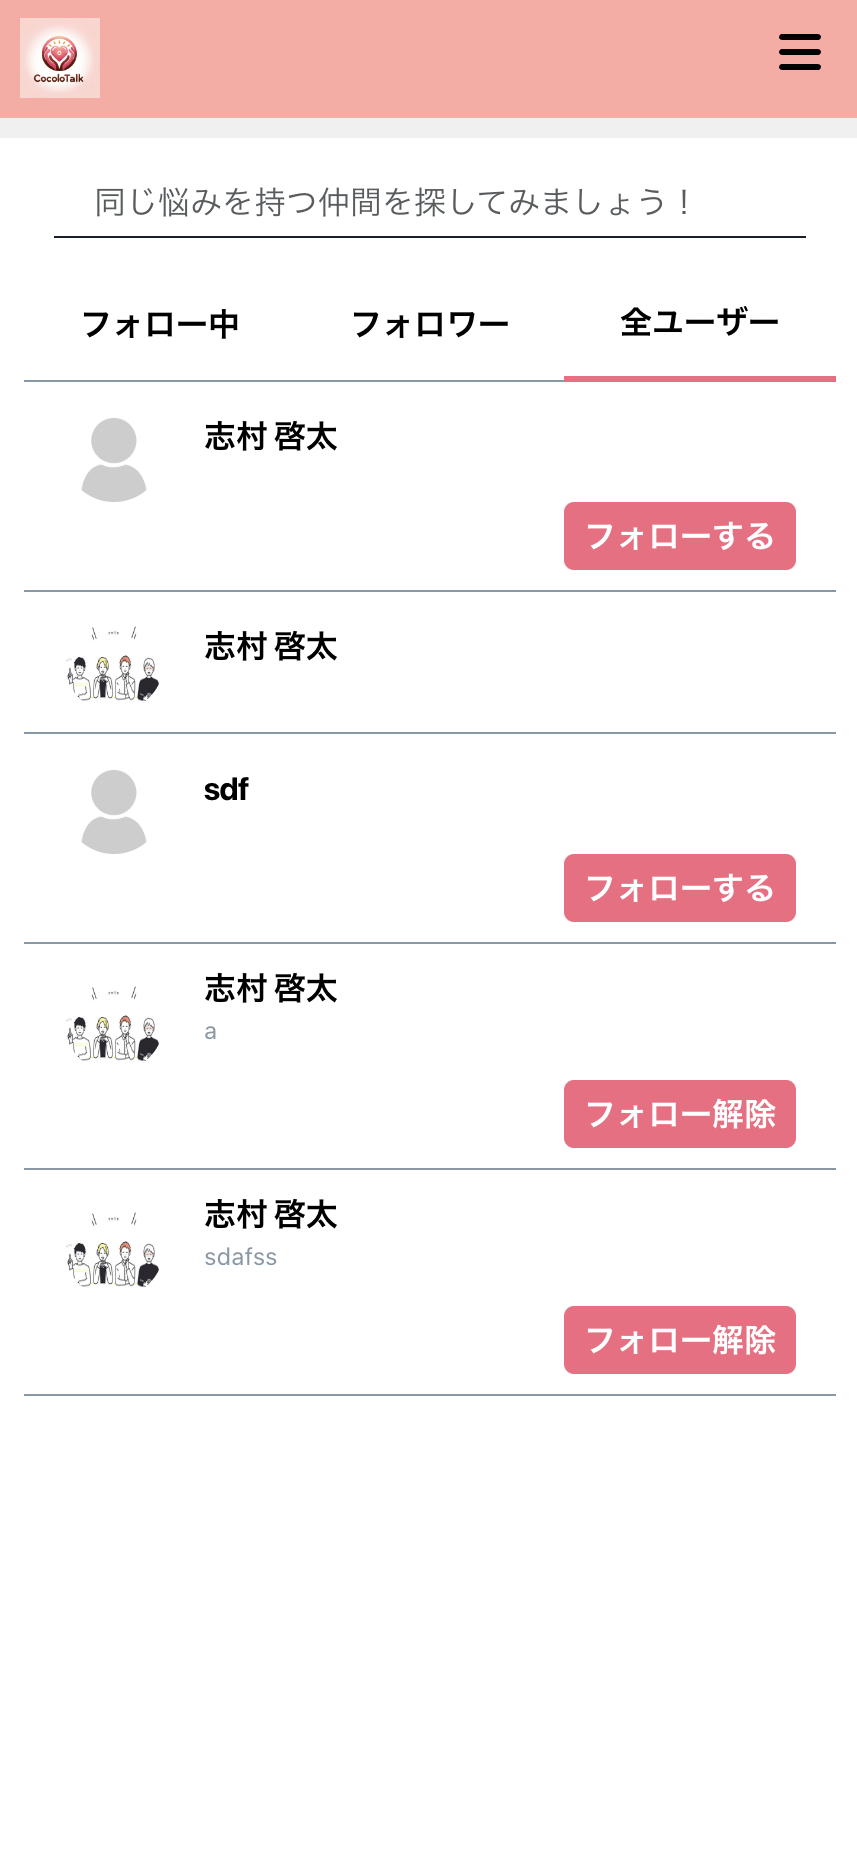 CocoloTalk
同じ悩みを持つ仲間を探してみましょう！
フォロー中 フォロワー 全ユーザー
志村 啓太
フォローする
志村 啓太
sdf
フォローする
志村 啓太
a
フォロー解除
志村 啓太
sdafss
フォロー解除